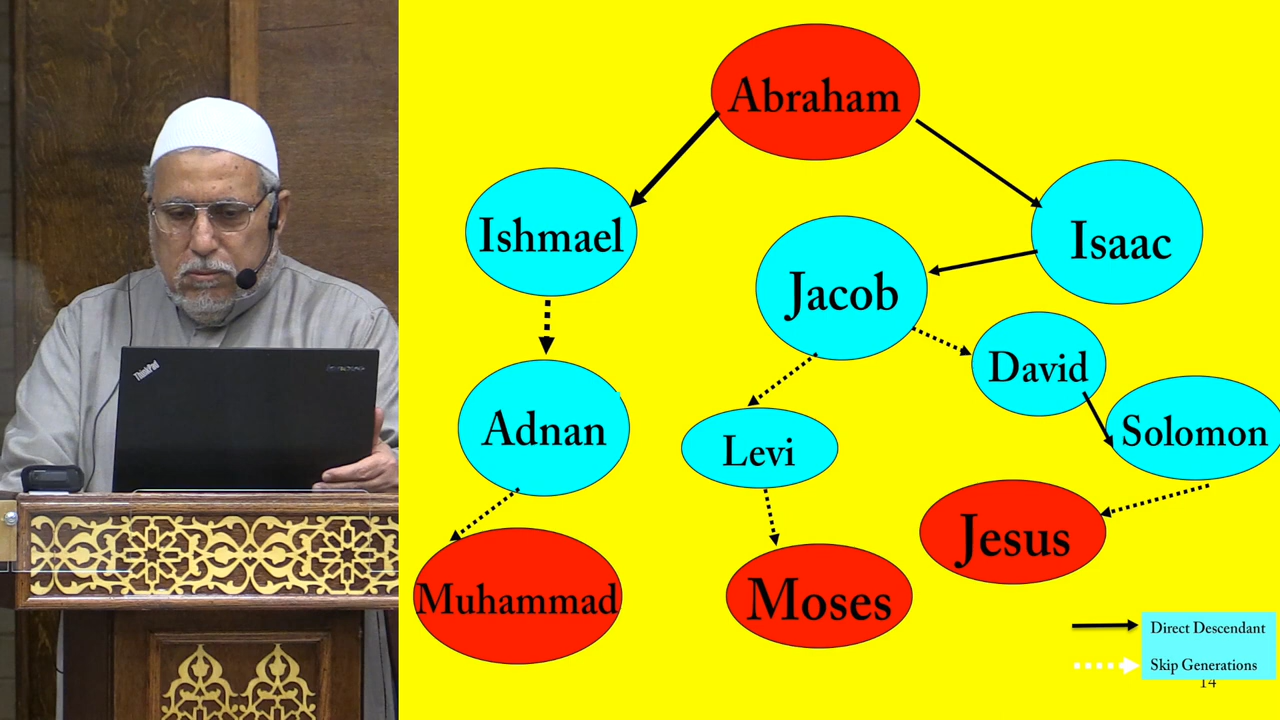 Abraham
Ishmael
Isaac
Jacob
David
Adnan
Levi
Solomon
Jesus
Muhammad
Moses
Direct Descendant
Skip Generations
14
ThinkPad